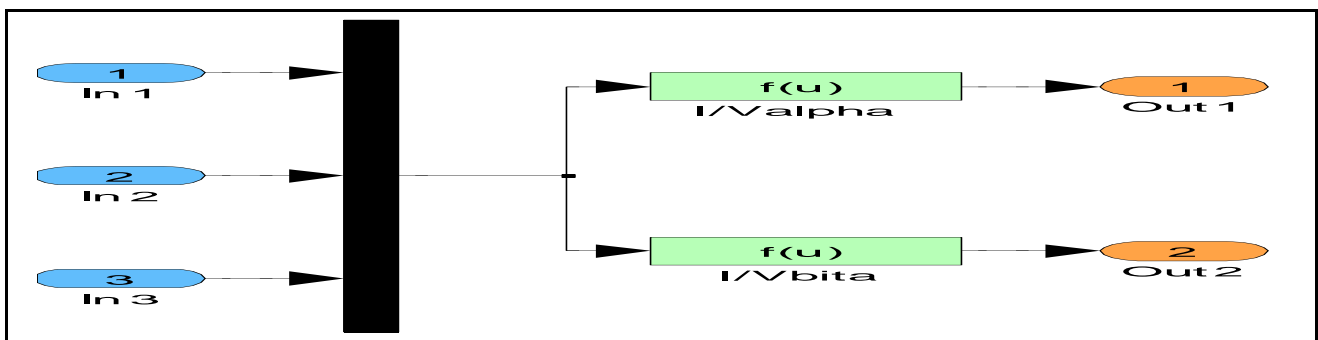 1
In 1
2
In 2
3
In 3
f(u)
I/Valpha
f(u)
I/Vbita
1
Out 1
2
Out 2